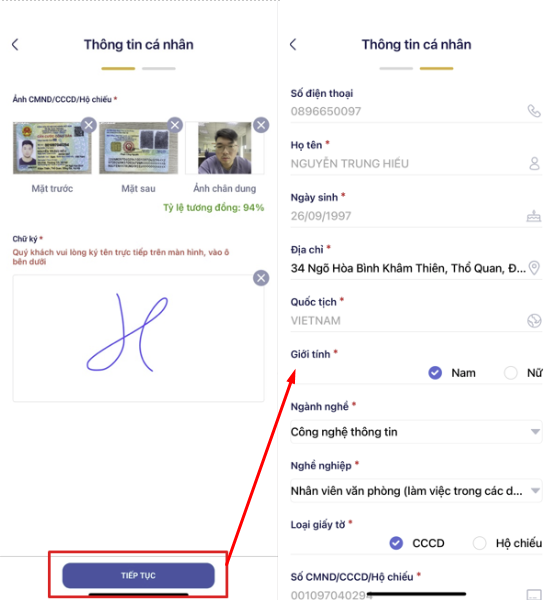 Thông tin cá nhân
Ảnh CMND/CCCD/Hộ chiếu *
Mặt trước
Mặt sau
Ảnh chân dung
Tỷ lệ tương đồng: 94%
Chữ ký *
Quý khách vui lòng ký tên trực tiếp trên màn hình, vào ô
bên dưới
TIẾP TỤC
Thông tin cá nhân
Số điện thoại
0896650097
Họ tên *
NGUYỄN TRUNG HIẾU
Ngày sinh *
26/09/1997
Địa chỉ *
34 Ngõ Hòa Bình Khâm Thiên, Thổ Quan, Đ...
Quốc tịch *
VIETNAM
Giới tính *
Nam
Nữ
Ngành nghề *
Công nghệ thông tin
Nghề nghiệp *
Nhân viên văn phòng (làm việc trong các d...
Loại giấy tờ *
CCCD
Hộ chiếu
Số CMND/CCCD/Hộ chiếu *
001097040294